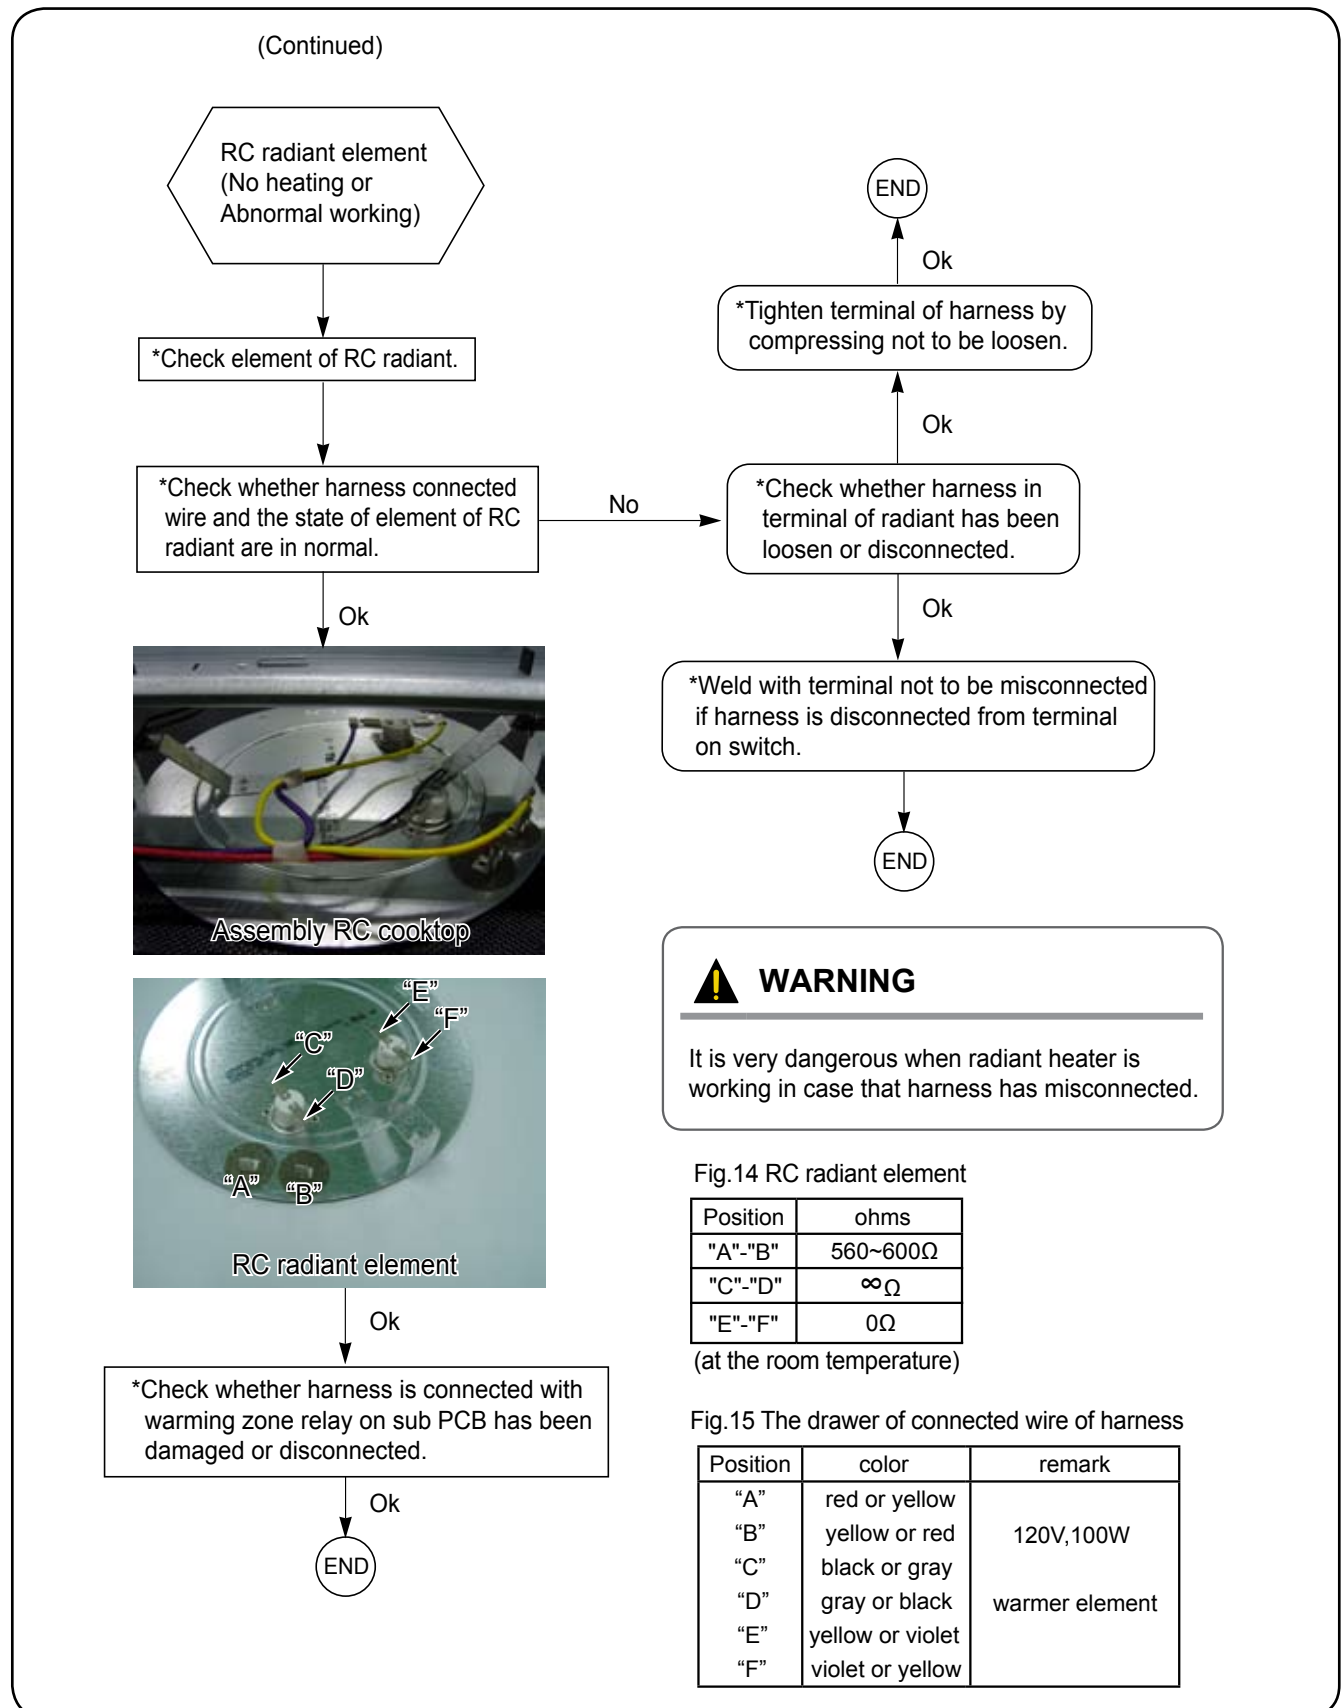 (Continued)
RC radiant element
(No heating or
Abnormal working)
*Check element of RC radiant.
*Check whether harness connected
wire and the state of element of RC
radiant are in normal.
No
Ok
Assembly RC cooktop
"E"
"F"
"C"
"D"
"A"
"B"
RC radiant element
Ok
*Check whether harness is connected with
warming zone relay on sub PCB has been
damaged or disconnected.
Ok
END
END
Ok
*Tighten terminal of harness by
compressing not to be loosen.
Ok
*Check whether harness in
terminal of radiant has been
loosen or disconnected.
Ok
*Weld with terminal not to be misconnected
if harness is disconnected from terminal
on switch.
END
WARNING
It is very dangerous when radiant heater is
working in case that harness has misconnected.
Fig.14 RC radiant element
Position ohms
"A"-"B" 560~600Ω
"C"-"D" ∞Ω
"E"-"F" 0Ω
(at the room temperature)
Fig.15 The drawer of connected wire of harness
Position color remark
“A” red or yellow
“B” yellow or red 120V,100W
“C” black or gray
“D” gray or black warmer element
“E” yellow or violet
“F” violet or yellow